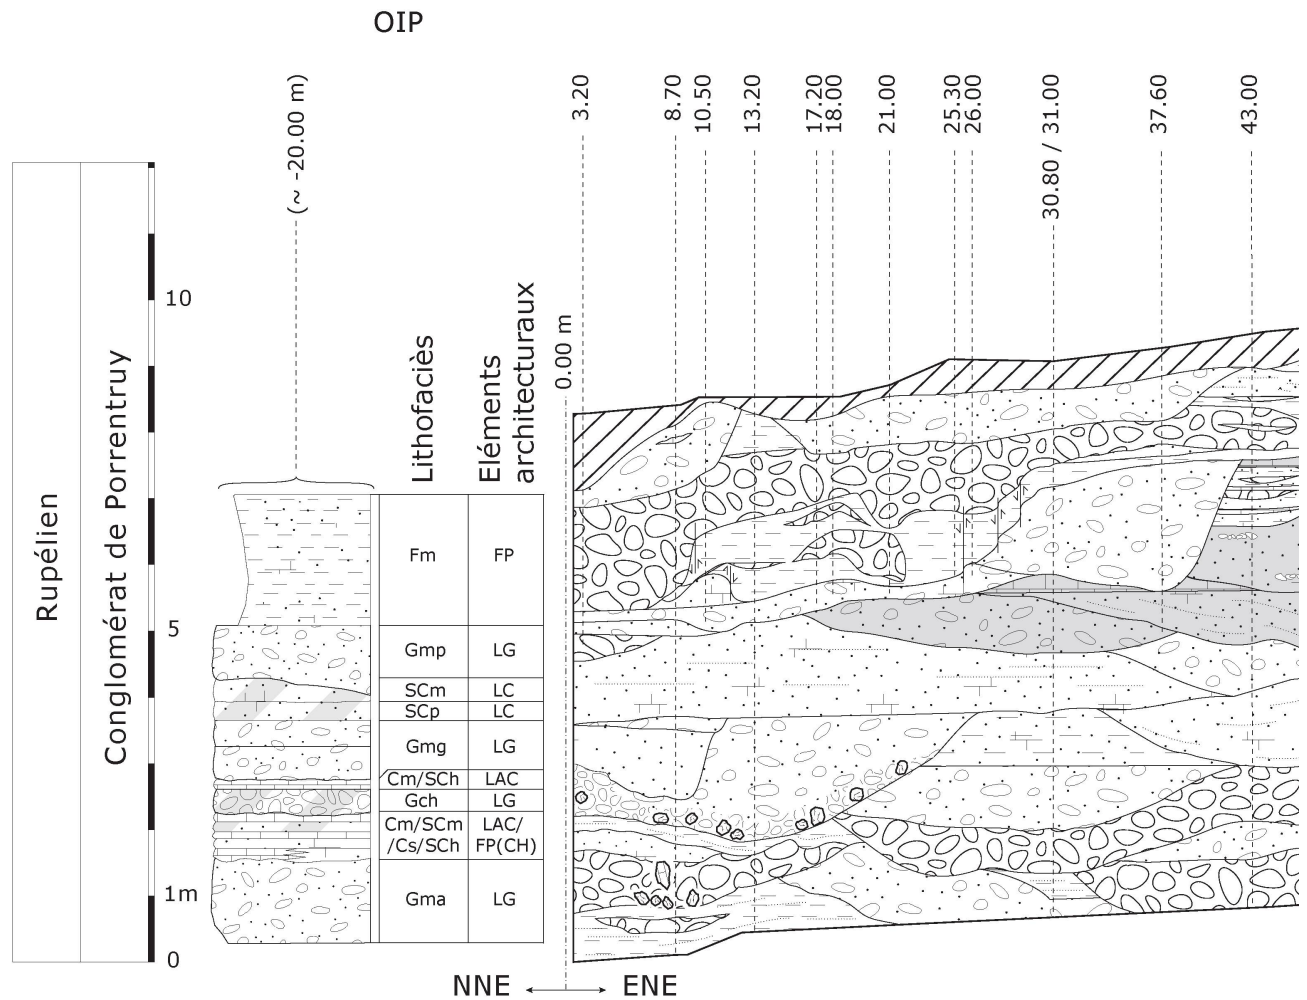 OIP
(~ -20.00 m)
3.20
8.70
10.50
13.20
17.20
18.00
21.00
25.30
26.00
30.80 / 31.00
37.60
43.00
0.00 m
Rupélien
Conglomérat de Porrentruy
10
5
1m
0
Lithofaciès
Eléments
architecturaux
Fm FP
Gmp LG
SCm LC
SCp LC
Gmg LG
Cm/SCh LAC
Gch LG
Cm/SCm LAC/
/Cs/SCh FP(CH)
Gma LG
NNE ENE